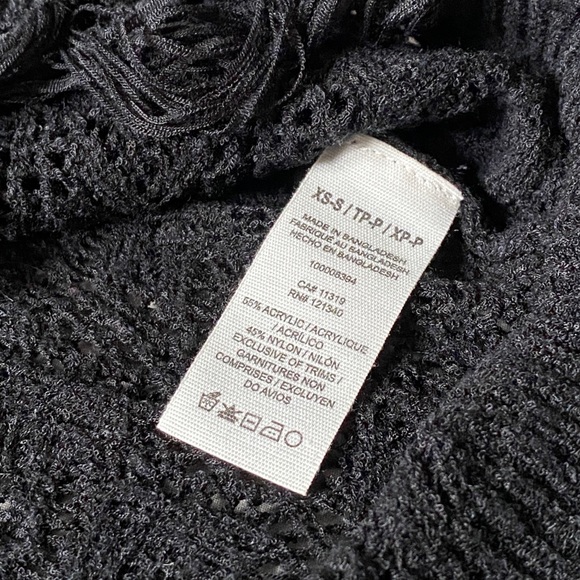 XS-S / TP-P / XP-P
MADE IN BANGLADESH
FABRIQUÉ AU BANGLADESH
HECHO EN BANGLADESH
100008364
CA# 11319
RN# 121340
55% ACRYLIC / ACRYLIQUE
/ ACRÍLICO
45% NYLON / NILÓN
EXCLUSIVE OF TRIMS /
GARNITURES NON
COMPRISES / EXCLUYEN
DO AVIOS